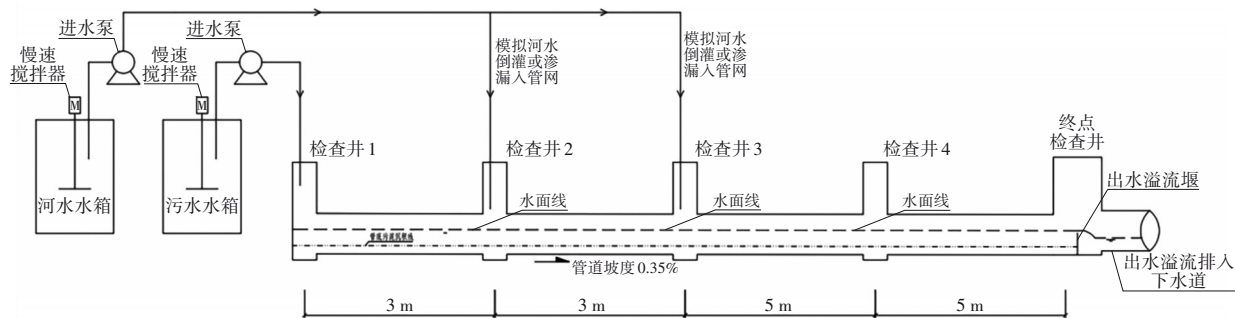 进水泵
进水泵
慢速
搅拌器
慢速
搅拌器
M
M
河水水箱
污水水箱
模拟河水
倒灌或渗
漏入管网
模拟河水
倒灌或渗
漏入管网
检查井1
检查井2
检查井3
检查井4
终点
检查井
出水溢流堰
水面线
水面线
水面线
管道坡度0.35%
出水溢流排入
下水道
3 m
3 m
5 m
5 m